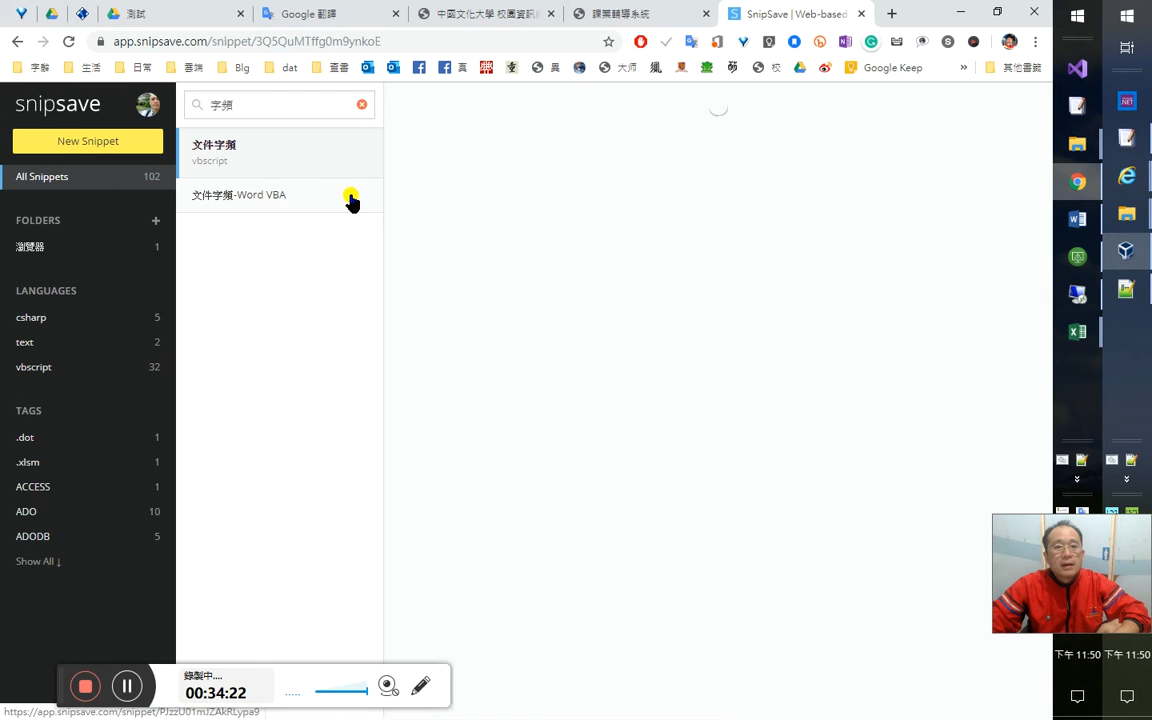 測試
Google 翻譯
中國文化大學 校園資訊
課業輔導系統
SnipSave | Web-based
app.snipsave.com/snippet/3Q5QuMTffg0m9ynkoE
字辭
生活
日常
雲端
Blg
dat
查書
真
異
大师
校
Google Keep
其他書籤
snipsave
New Snippet
All Snippets 102
FOLDERS +
瀏覽器 1
LANGUAGES
csharp 5
text 2
vbscript 32
TAGS
.dot 1
.xlsm 1
ACCESS 1
ADO 10
ADODB 5
Show All ↓
字頻
文件字頻
vbscript
文件字頻-Word VBA
錄製中....
00:34:22
下午 11:50
下午 11:50
https://app.snipsave.com/snippet/PJzzU01mJZAkRLypa9